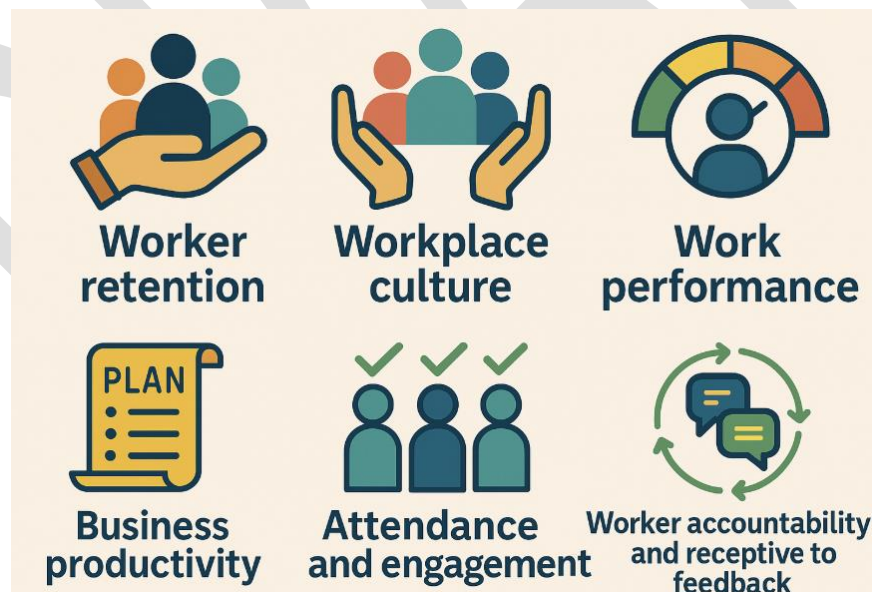 Worker
retention
Workplace
culture
Work
performance
PLAN
Business
productivity
Attendance
and engagement
Worker accountability
and receptive to
feedback